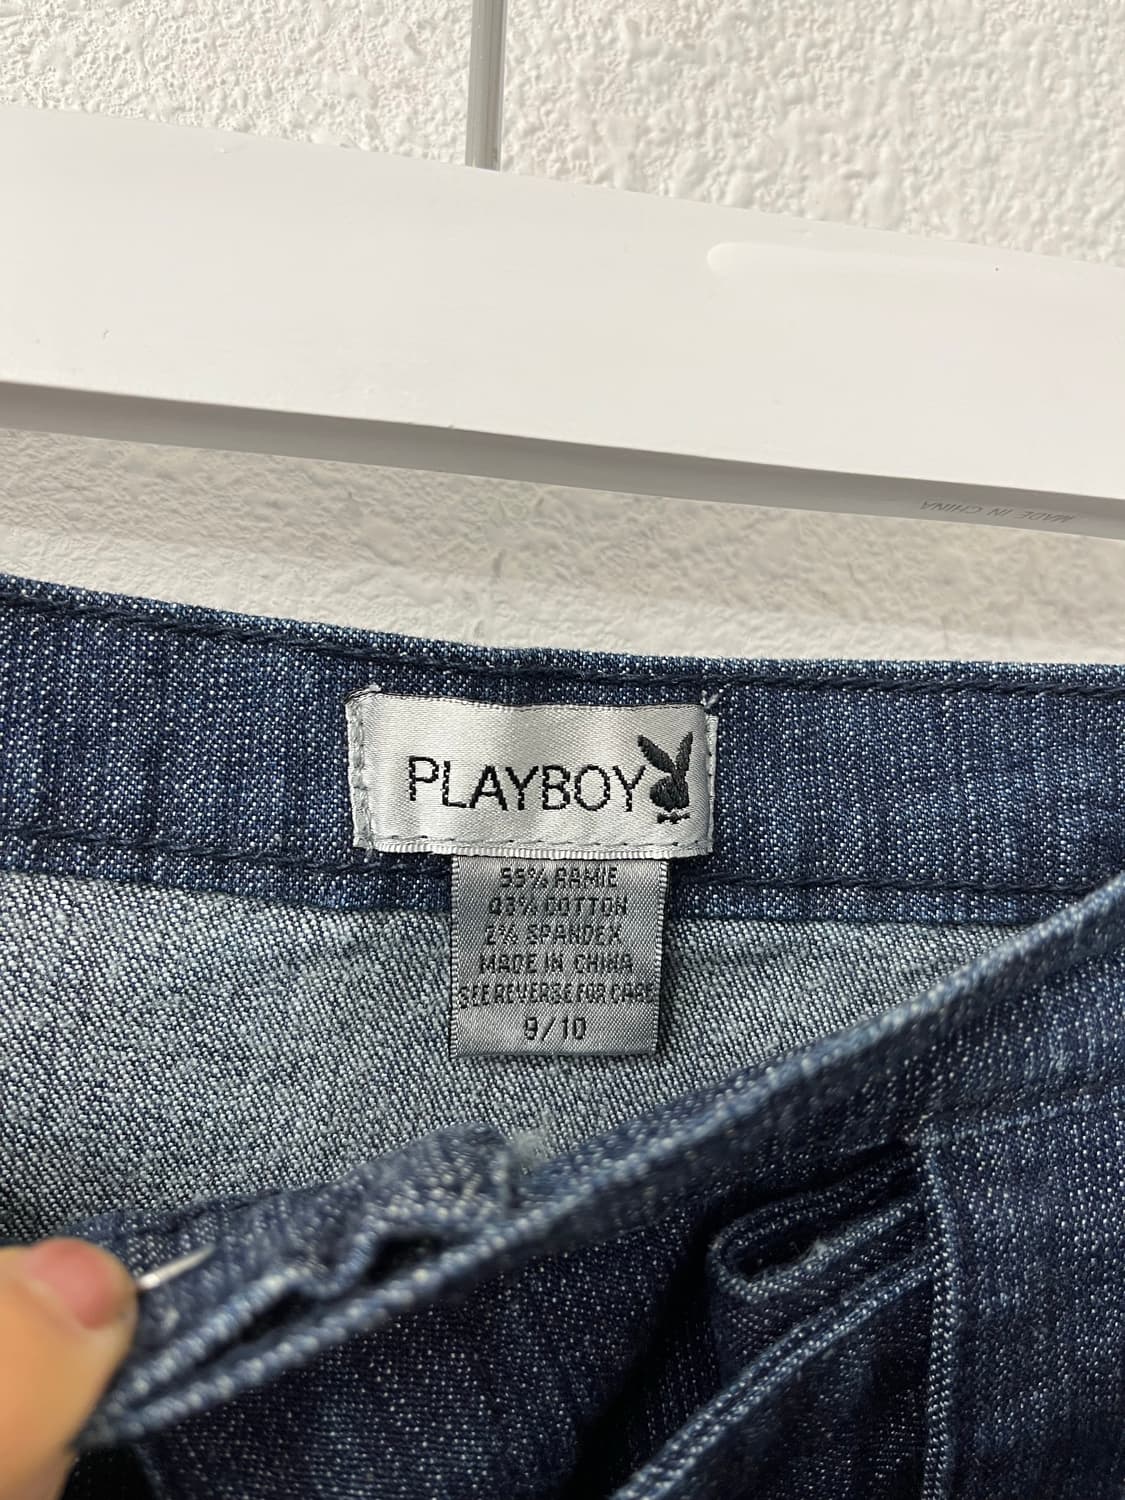 MADE IN CHINA
PLAYBOY
55% RAMIE
43% COTTON
2% SPANDEX
MADE IN CHINA
SEE REVERSE FOR CARE
9/10